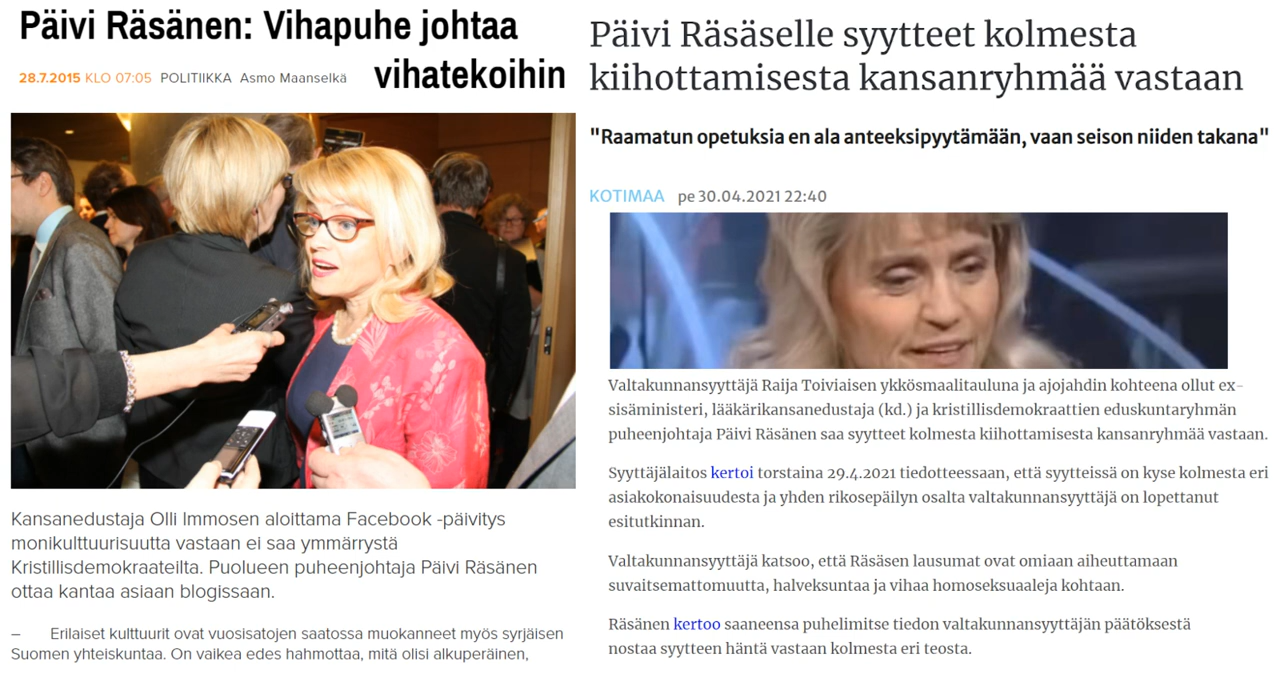 Päivi Räsänen: Vihapuhe johtaa
vihatekoihin
28.7.2015 KLO 07:05 POLITIIKKA Asmo Maanselkä
Kansanedustaja Olli Immosen aloittama Facebook -päivitys
monikulttuurisuutta vastaan ei saa ymmärrystä
Kristillisdemokraateilta. Puolueen puheenjohtaja Päivi Räsänen
ottaa kantaa asiaan blogissaan.
– Erilaiset kulttuurit ovat vuosisatojen saatossa muokanneet myös syrjäisen
Suomen yhteiskuntaa. On vaikea edes hahmottaa, mitä olisi alkuperäinen,
Päivi Räsäselle syytteet kolmesta
kiihottamisesta kansanryhmää vastaan
"Raamatun opetuksia en ala anteeksipyytämään, vaan seison niiden takana"
KOTIMAA pe 30.04.2021 22:40
Valtakunnansyyttäjä Raija Toiviaisen ykkösmaalitauluna ja ajojahdin kohteena ollut ex-
sisäministeri, lääkärikansanedustaja (kd.) ja kristillisdemokraattien eduskuntaryhmän
puheenjohtaja Päivi Räsänen saa syytteet kolmesta kiihottamisesta kansanryhmää vastaan.
Syyttäjälaitos kertoi torstaina 29.4.2021 tiedotteessaan, että syytteissä on kyse kolmesta eri
asiakokonaisuudesta ja yhden rikosepäilyn osalta valtakunnansyyttäjä on lopettanut
esitutkinnan.
Valtakunnansyyttäjä katsoo, että Räsäsen lausumat ovat omiaan aiheuttamaan
suvaitsemattomuutta, halveksuntaa ja vihaa homoseksuaaleja kohtaan.
Räsänen kertoo saaneensa puhelimitse tiedon valtakunnansyyttäjän päätöksestä
nostaa syytteen häntä vastaan kolmesta eri teosta.